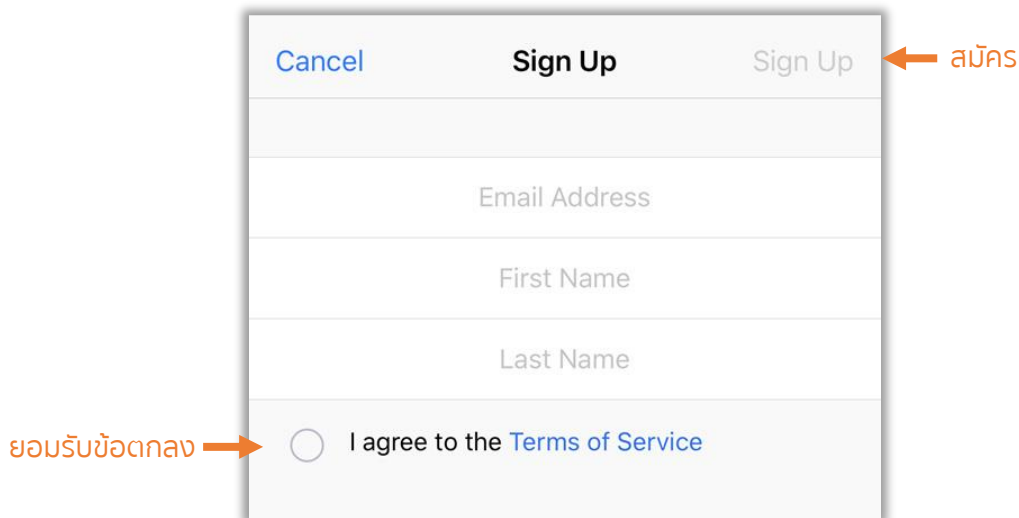 Cancel Sign Up Sign Up สมัคร
Email Address
First Name
Last Name
ยอมรับข้อตกลง I agree to the Terms of Service